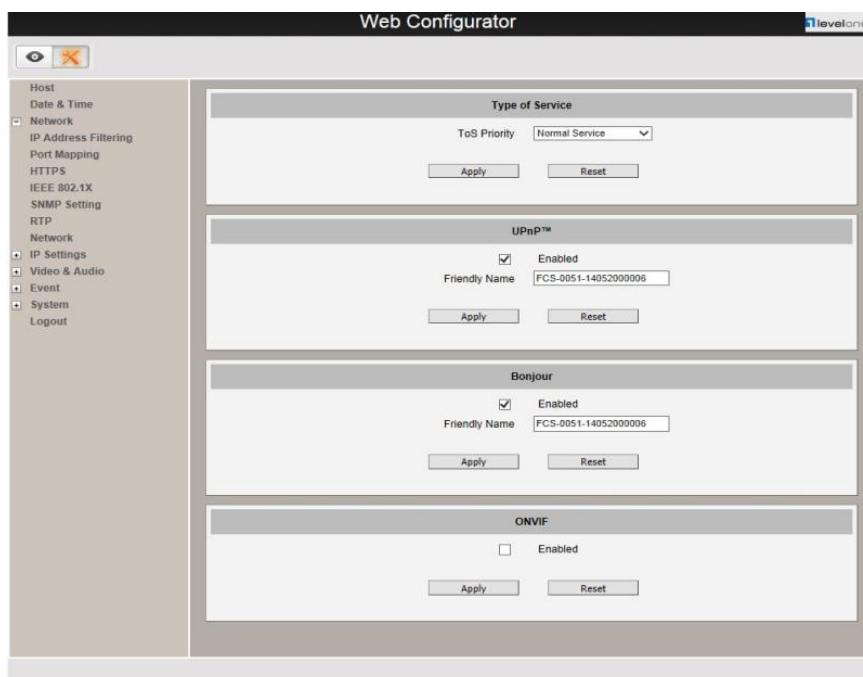 Web Configurator
levelone
Host
Date & Time
Network
IP Address Filtering
Port Mapping
HTTPS
IEEE 802.1X
SNMP Setting
RTP
Network
IP Settings
Video & Audio
Event
System
Logout
Type of Service
ToS Priority Normal Service
Apply Reset
UPnP™
Enabled
Friendly Name FCS-0051-14052000006
Apply Reset
Bonjour
Enabled
Friendly Name FCS-0051-14052000006
Apply Reset
ONVIF
Enabled
Apply Reset